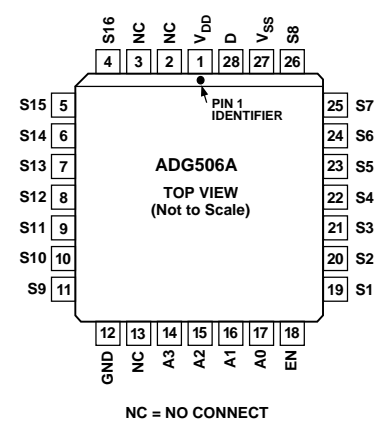 S16 NC NC VDD D VSS S8
4 3 2 1 28 27 26
PIN 1
IDENTIFIER
S15 5 25 S7
S14 6 24 S6
S13 7 ADG506A 23 S5
S12 8 TOP VIEW 22 S4
(Not to Scale)
S11 9 21 S3
S10 10 20 S2
S9 11 19 S1
12 13 14 15 16 17 18
GND NC A3 A2 A1 A0 EN
NC = NO CONNECT